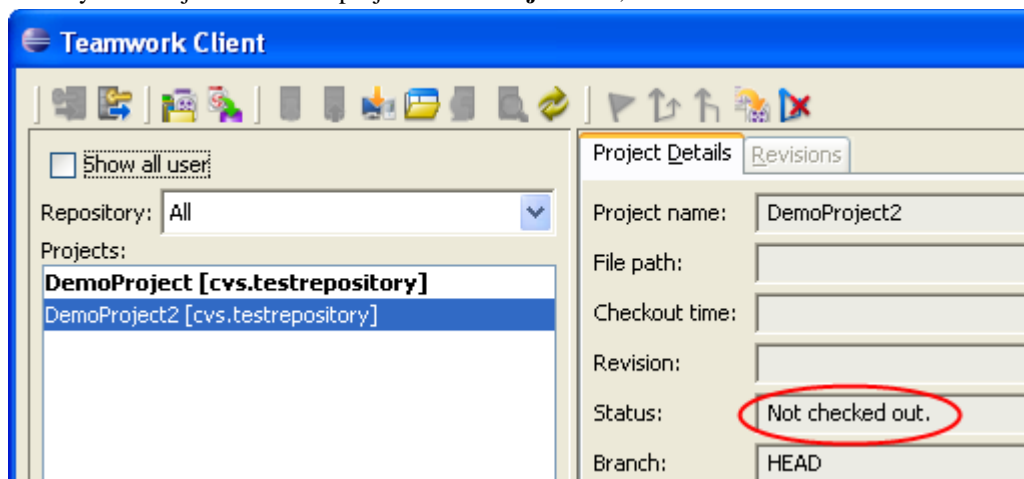 Teamwork Client
Show all user
Repository: All
Projects:
DemoProject [cvs.testrepository]
DemoProject2 [cvs.testrepository]
Project Details Revisions
Project name: DemoProject2
File path:
Checkout time:
Revision:
Status: Not checked out.
Branch: HEAD